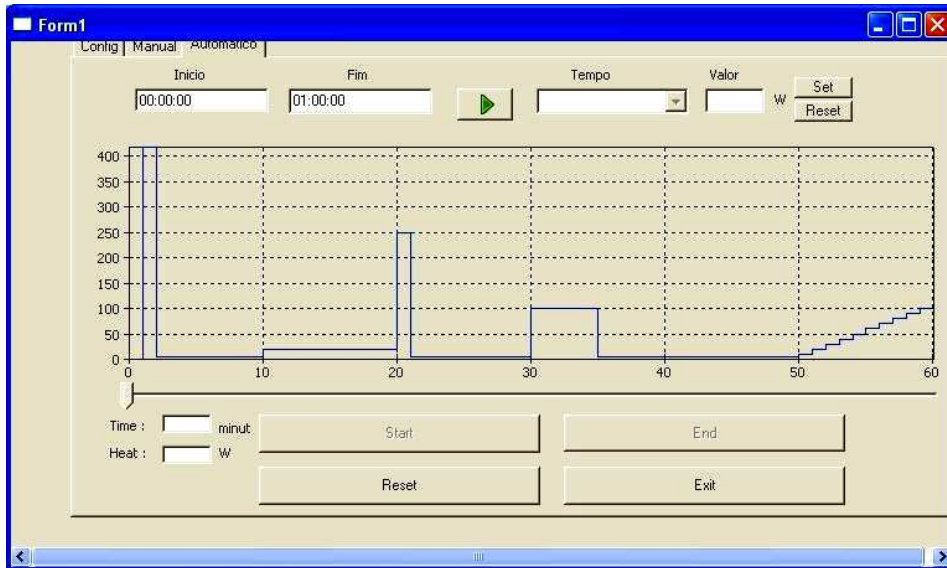 Form1
Config Manual Automatico
Inicio Fim Tempo Valor
00:00:00 01:00:00 W Set
Reset
400
350
300
250
200
150
100
50
0
0 10 20 30 40 50 60
Time : minut Start End
Heat : W
Reset Exit